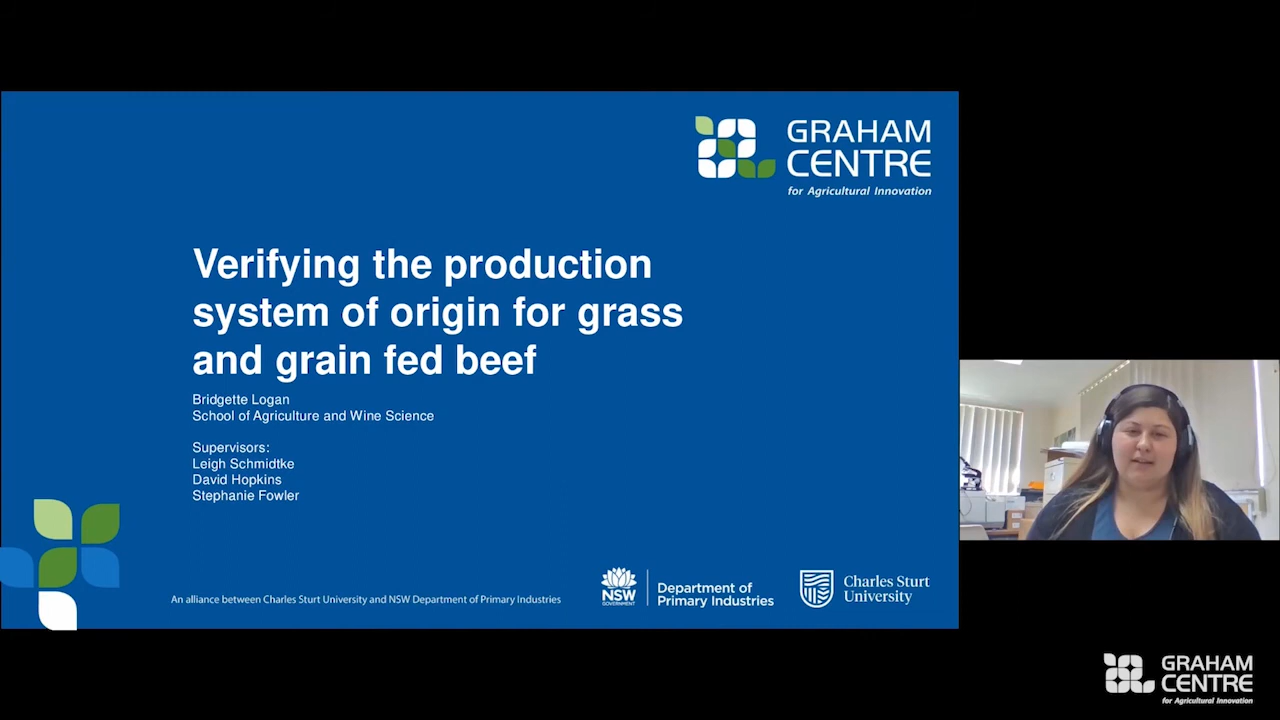 GRAHAM
CENTRE
for Agricultural Innovation
Verifying the production
system of origin for grass
and grain fed beef
Bridgette Logan
School of Agriculture and Wine Science
Supervisors:
Leigh Schmidtke
David Hopkins
Stephanie Fowler
An alliance between Charles Sturt University and NSW Department of Primary Industries
NSW
GOVERNMENT
Department of
Primary Industries
Charles Sturt
University
GRAHAM
CENTRE
for Agricultural Innovation